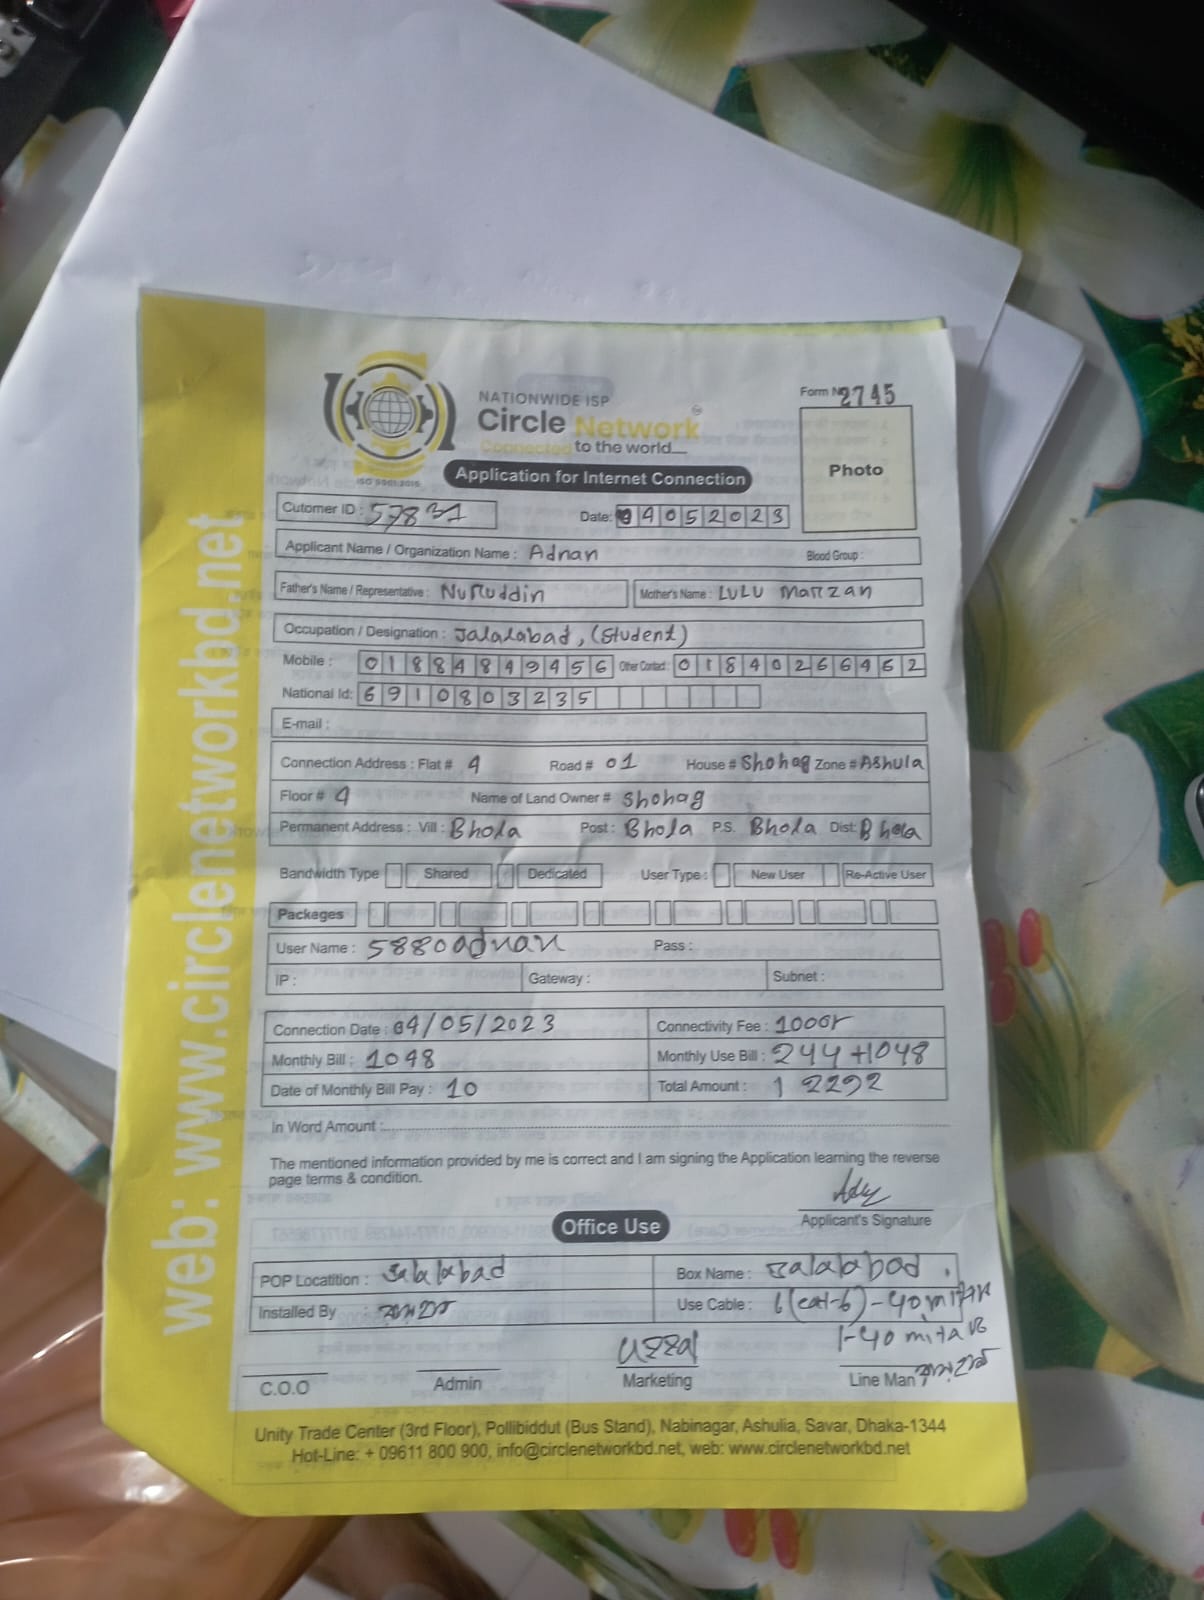 NATIONWIDE ISP
Circle Network
Connected to the world....
ISO 9001:2015
Form No 2745
Photo
Application for Internet Connection
Cutomer ID : 57831
Date: 04052023
Applicant Name / Organization Name : Adnan Blood Group :
Father's Name / Representative : Nuruddin Mother's Name : LULU Marzan
Occupation / Designation : Jalalabad, (Student)
Mobile : 01884849456 Other Contact : 01840266452
National Id: 6910803235
E-mail :
Connection Address : Flat # 4 Road # 01 House # Shohag Zone # Ashula
Floor # 4 Name of Land Owner # Shohag
Permanent Address : Vill : Bhola Post : Bhola P.S. Bhola Dist: Bhola
Bandwidth Type Shared Dedicated User Type : New User Re-Active User
Packages
User Name : 5880adnan Pass :
IP : Gateway : Subnet :
Connection Date : 04/05/2023 Connectivity Fee : 1000
Monthly Bill : 1048 Monthly Use Bill : 244+1048
Date of Monthly Bill Pay : 10 Total Amount : 2292
In Word Amount :
The mentioned information provided by me is correct and I am signing the Application learning the reverse
page terms & condition.
Applicant's Signature
Office Use
POP Locatition : Jalalabad Box Name : Jalalabad
Installed By : Use Cable : (cat-6)-40
1-40
C.O.O Admin Marketing Line Man
Unity Trade Center (3rd Floor), Pollibiddut (Bus Stand), Nabinagar, Ashulia, Savar, Dhaka-1344
Hot-Line: + 09611 800 900, info@circlenetworkbd.net, web: www.circlenetworkbd.net
web: www.circlenetworkbd.net